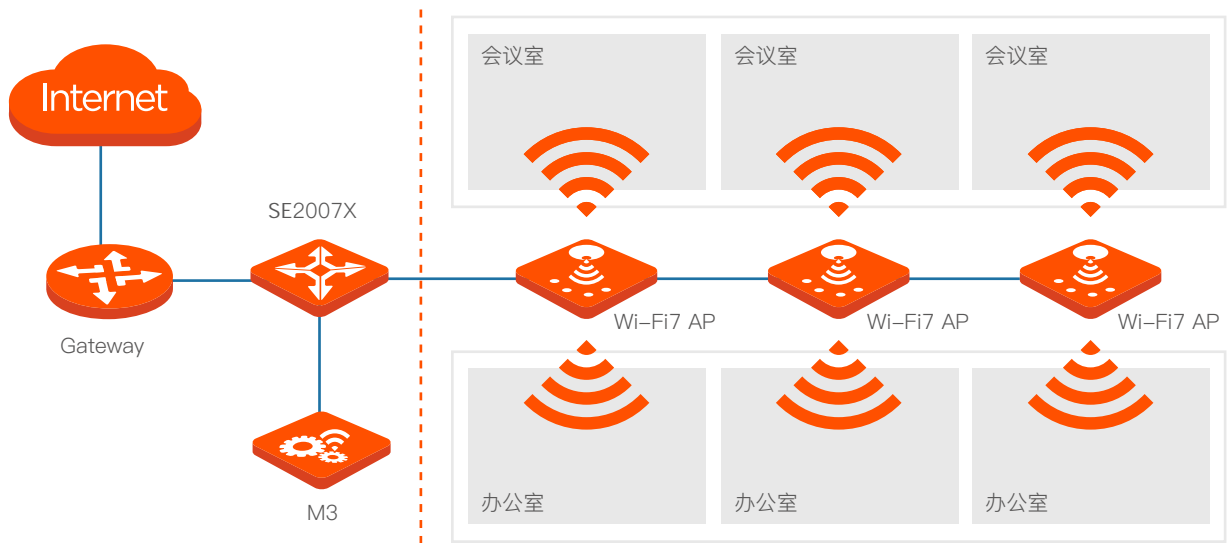 会议室 会议室 会议室
Internet
SE2007X
Wi-Fi7 AP Wi-Fi7 AP Wi-Fi7 AP
Gateway
办公室 办公室 办公室
M3